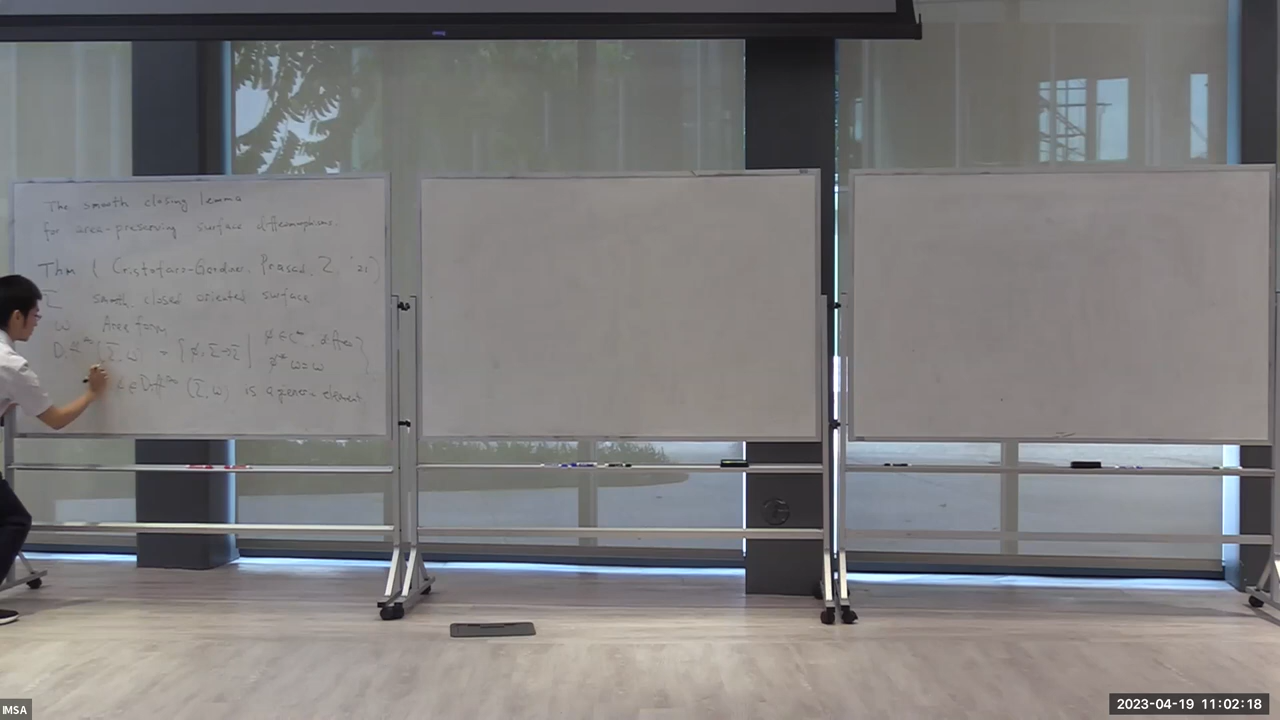 The smooth closing lemma
for area-preserving surface diffeomorphisms.
Thm ( Cristofaro-Gardiner, Prasad, Z. '21)
Σ smooth closed oriented surface
ω Area form
Diff^∞ (Σ, ω) = { φ: Σ→Σ | φ ∈ C^∞, diffeo
φ* ω = ω }
φ ∈ Diff^∞ (Σ, ω) is a generic element
IMSA
2023-04-19 11:02:18